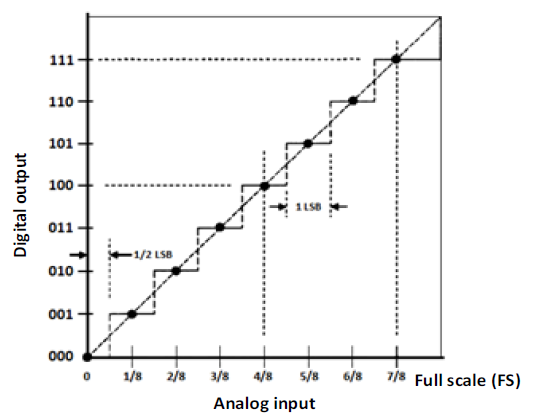 Digital output
111
110
101
100
011
010
001
000
1 LSB
1/2 LSB
0 1/8 2/8 3/8 4/8 5/8 6/8 7/8 Full scale (FS)
Analog input